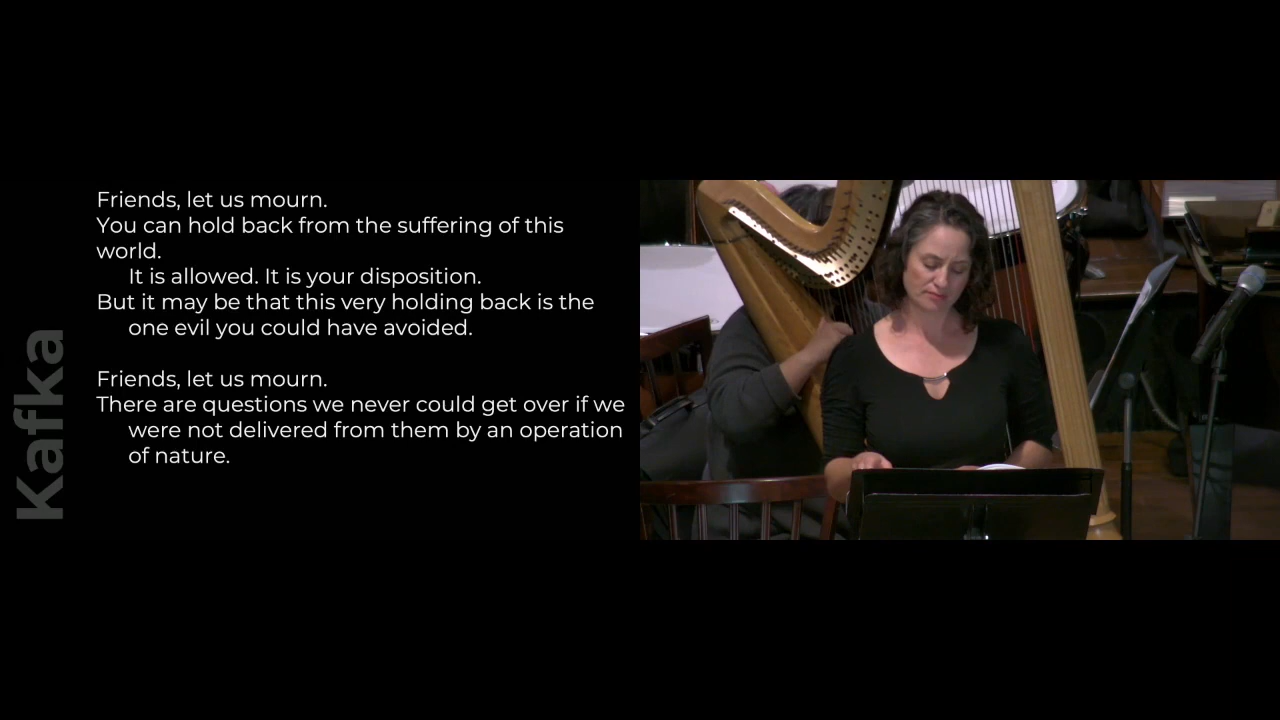 Kafka
Friends, let us mourn.
You can hold back from the suffering of this
world.
It is allowed. It is your disposition.
But it may be that this very holding back is the
one evil you could have avoided.
Friends, let us mourn.
There are questions we never could get over if we
were not delivered from them by an operation
of nature.